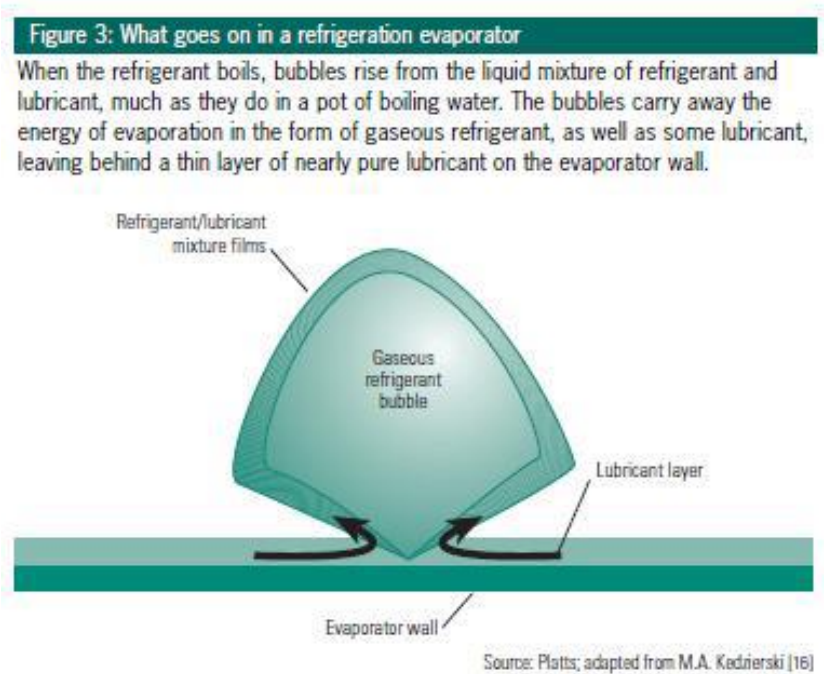 Figure 3: What goes on in a refrigeration evaporator
When the refrigerant boils, bubbles rise from the liquid mixture of refrigerant and
lubricant, much as they do in a pot of boiling water. The bubbles carry away the
energy of evaporation in the form of gaseous refrigerant, as well as some lubricant,
leaving behind a thin layer of nearly pure lubricant on the evaporator wall.
Refrigerant/lubricant
mixture films
Gaseous
refrigerant
bubble
Lubricant layer
Evaporator wall
Source: Platts; adapted from M.A. Kedzierski [16]